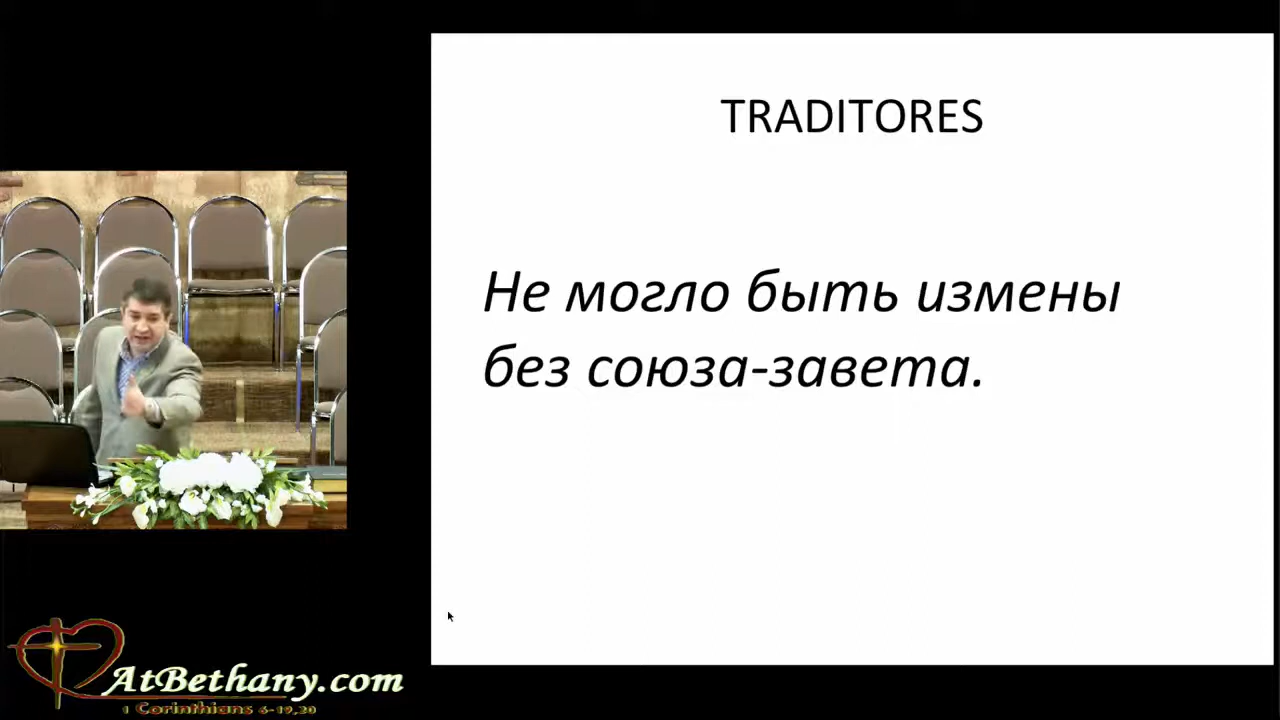 TRADITORES
Не могло быть измены
без союза-завета.
AtBethany.com
1 Corinthians 6-19,20